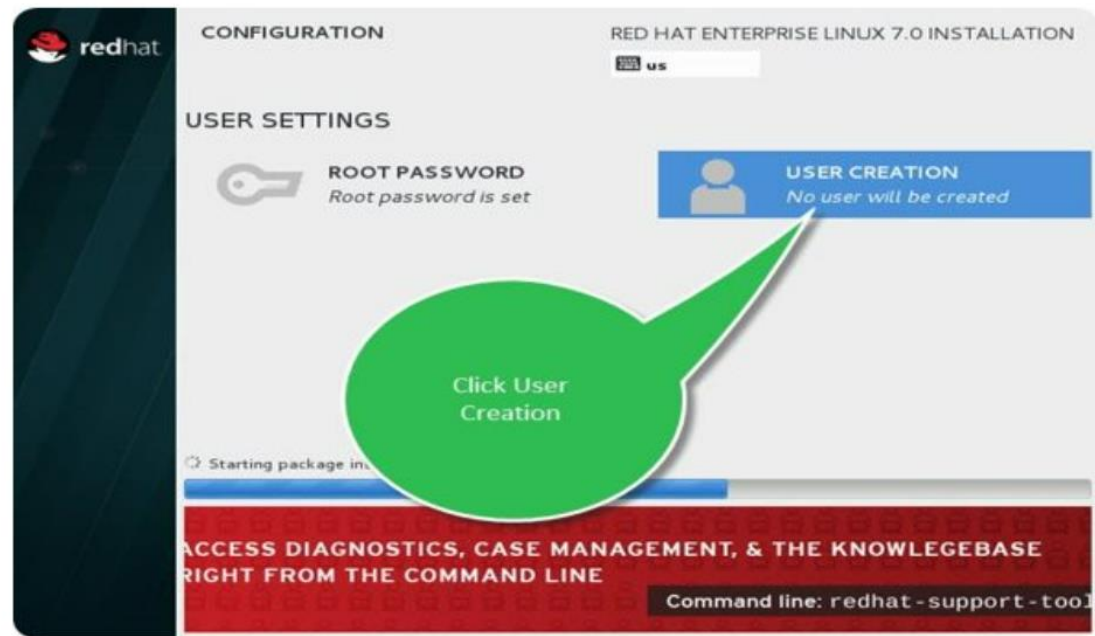 redhat
CONFIGURATION
RED HAT ENTERPRISE LINUX 7.0 INSTALLATION
us
USER SETTINGS
ROOT PASSWORD
Root password is set
USER CREATION
No user will be created
Click User
Creation
Starting package
ACCESS DIAGNOSTICS, CASE MANAGEMENT, & THE KNOWLEGEBASE
RIGHT FROM THE COMMAND LINE
Command line: redhat-support-tool